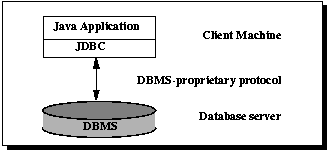 Java Application
JDBC
Client Machine
DBMS-proprietary protocol
Database server
DBMS